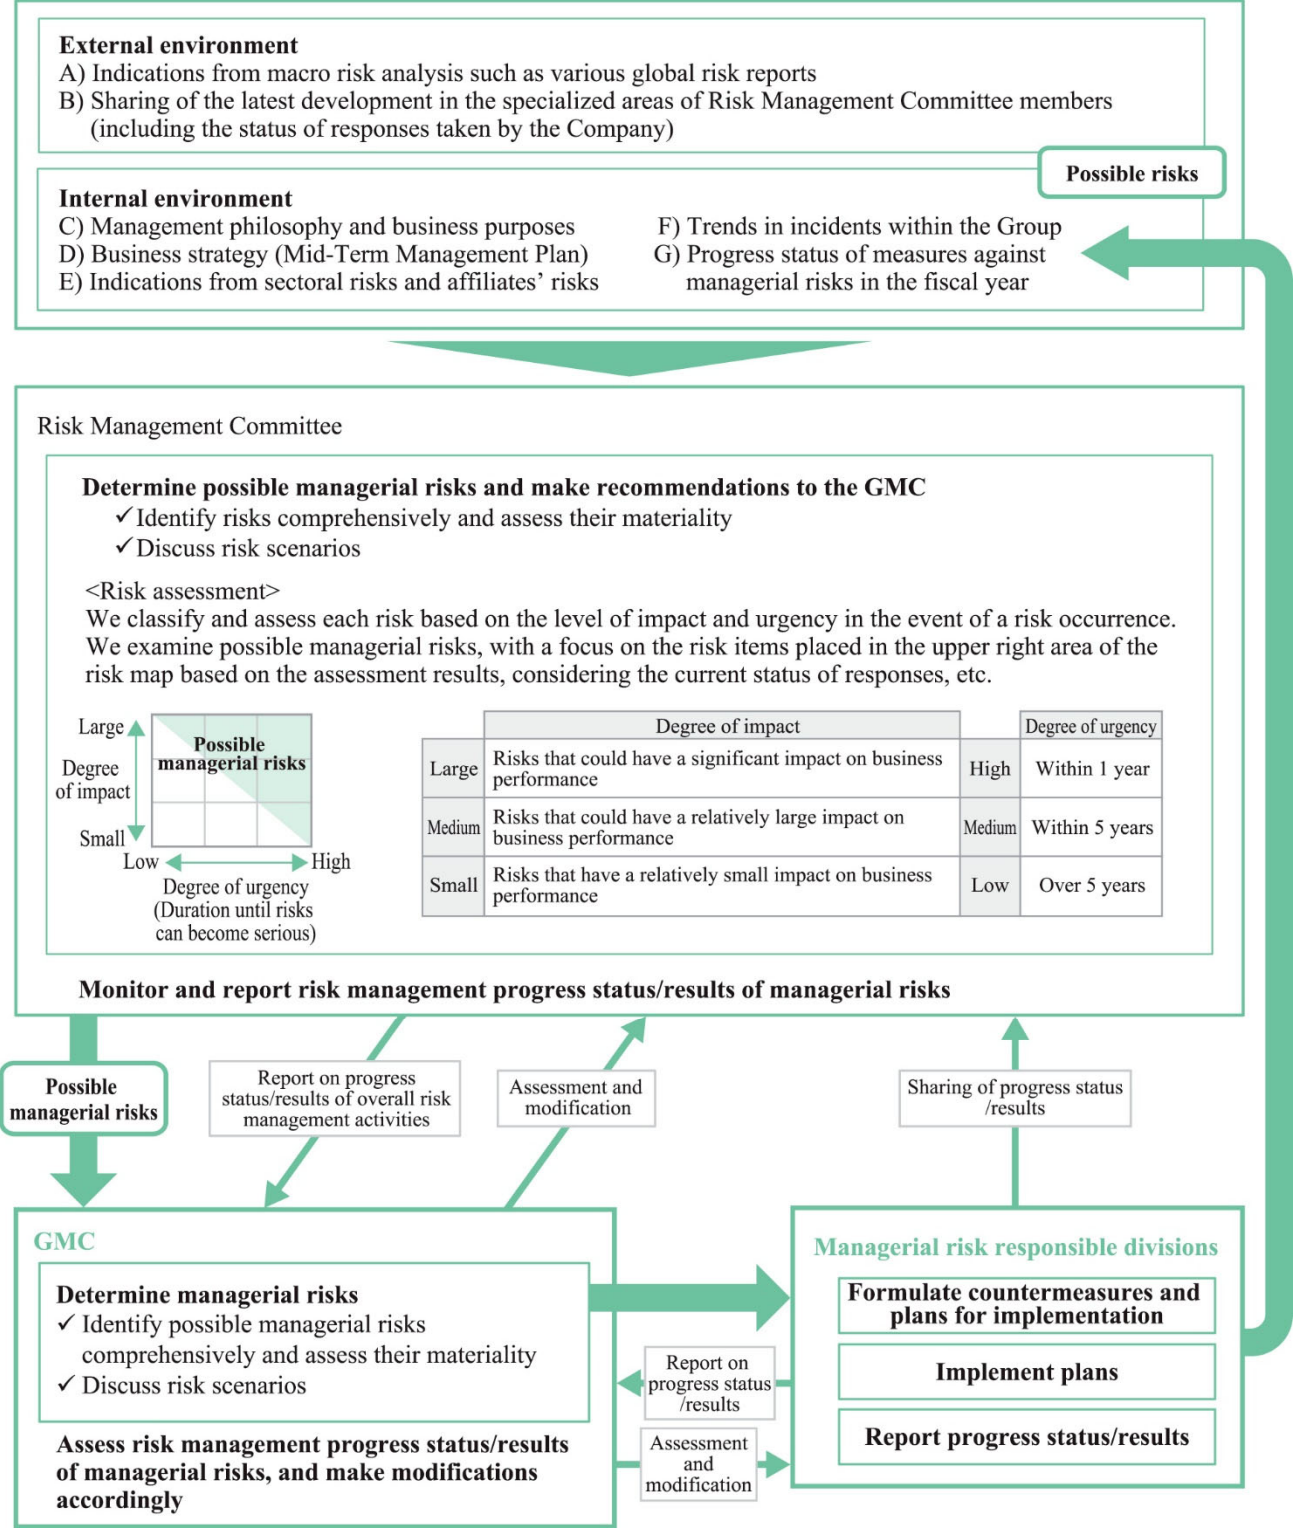 External environment
A) Indications from macro risk analysis such as various global risk reports
B) Sharing of the latest development in the specialized areas of Risk Management Committee members
(including the status of responses taken by the Company)
Possible risks
Internal environment
C) Management philosophy and business purposes
D) Business strategy (Mid-Term Management Plan)
E) Indications from sectoral risks and affiliates’ risks
F) Trends in incidents within the Group
G) Progress status of measures against
managerial risks in the fiscal year
Risk Management Committee
Determine possible managerial risks and make recommendations to the GMC
✓Identify risks comprehensively and assess their materiality
✓Discuss risk scenarios
<Risk assessment>
We classify and assess each risk based on the level of impact and urgency in the event of a risk occurrence.
We examine possible managerial risks, with a focus on the risk items placed in the upper right area of the
risk map based on the assessment results, considering the current status of responses, etc.
Large
Degree
of impact
Small
Possible
managerial risks
Low
High
Degree of urgency
(Duration until risks
can become serious)
Degree of impact
Degree of urgency
Large
Risks that could have a significant impact on business
performance
High
Within 1 year
Medium
Risks that could have a relatively large impact on
business performance
Medium
Within 5 years
Small
Risks that have a relatively small impact on business
performance
Low
Over 5 years
Monitor and report risk management progress status/results of managerial risks
Possible
managerial risks
Report on progress
status/results of overall risk
management activities
Assessment and
modification
Sharing of progress status
/results
GMC
Determine managerial risks
✓ Identify possible managerial risks
comprehensively and assess their materiality
✓ Discuss risk scenarios
Assess risk management progress status/results
of managerial risks, and make modifications
accordingly
Report on
progress status
/results
Assessment
and
modification
Managerial risk responsible divisions
Formulate countermeasures and
plans for implementation
Implement plans
Report progress status/results